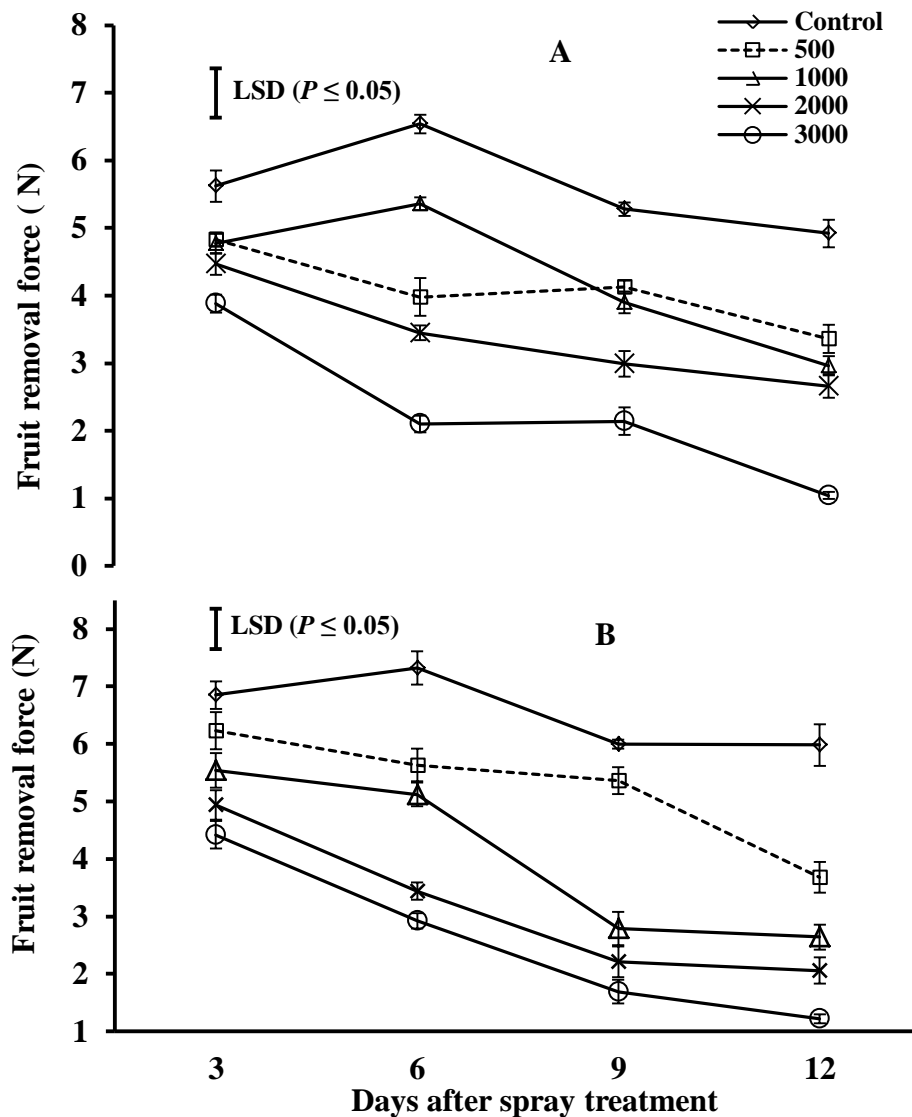 Control
500
1000
2000
3000
A
LSD (P ≤ 0.05)
Fruit removal force ( N)
8
7
6
5
4
3
2
1
0
B
LSD (P ≤ 0.05)
Fruit removal force (N)
8
7
6
5
4
3
2
1
3 6 9 12
Days after spray treatment